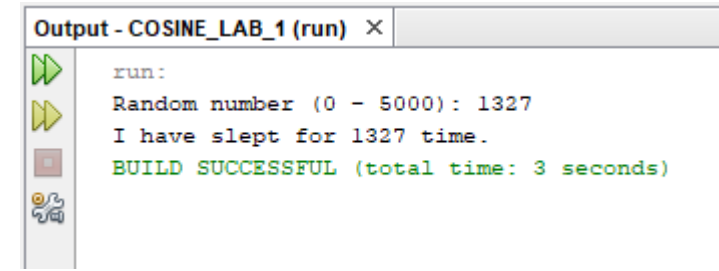 Output - COSINE_LAB_1 (run) ×
run:
Random number (0 - 5000): 1327
I have slept for 1327 time.
BUILD SUCCESSFUL (total time: 3 seconds)